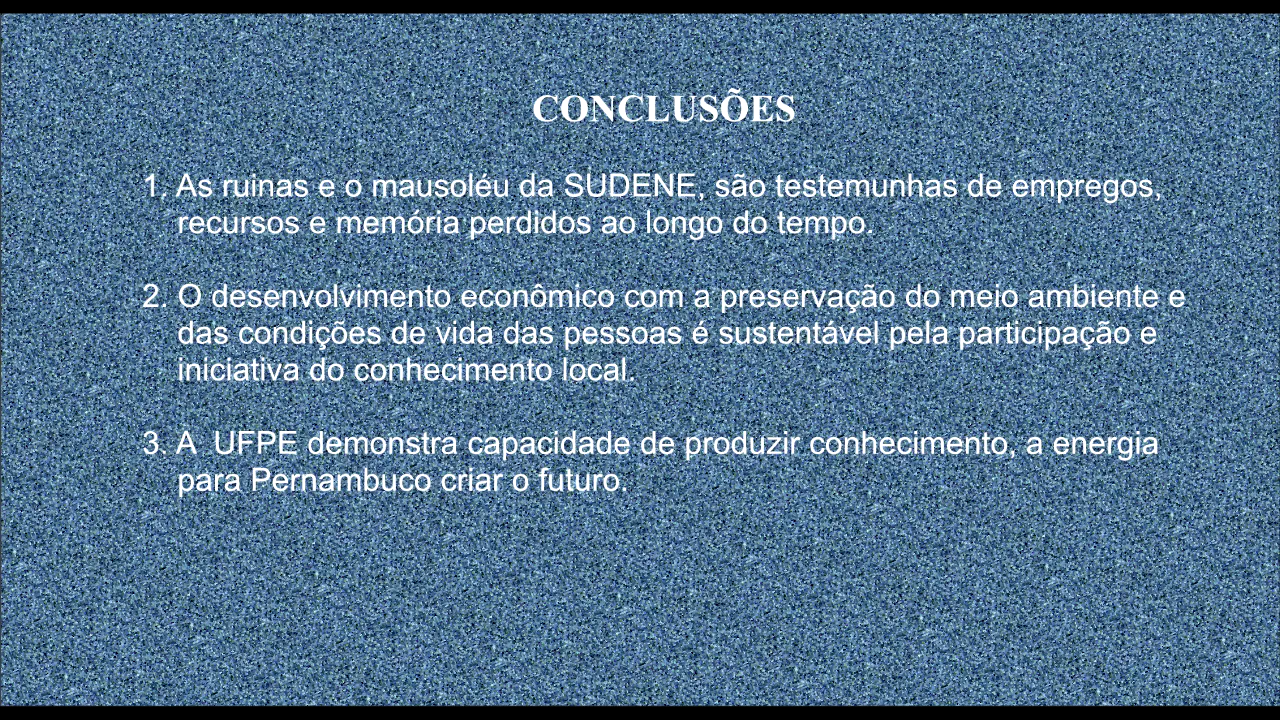 CONCLUSÕES
1. As ruinas e o mausoléu da SUDENE, são testemunhas de empregos,
recursos e memória perdidos ao longo do tempo.
2. O desenvolvimento econômico com a preservação do meio ambiente e
das condições de vida das pessoas é sustentável pela participação e
iniciativa do conhecimento local.
3. A  UFPE demonstra capacidade de produzir conhecimento, a energia
para Pernambuco criar o futuro.